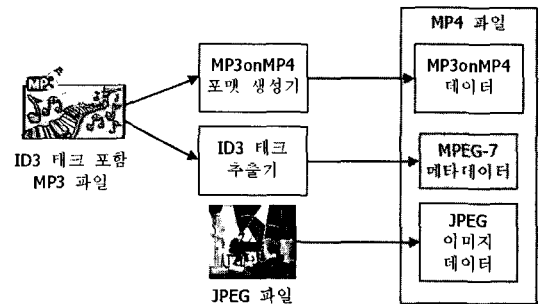 MP4 파일
MP3
MP3onMP4
포맷 생성기
MP3onMP4
데이터
ID3 태크 포함
MP3 파일
ID3 태크
추출기
MPEG-7
메타데이터
JPEG
이미지
데이터
JPEG 파일